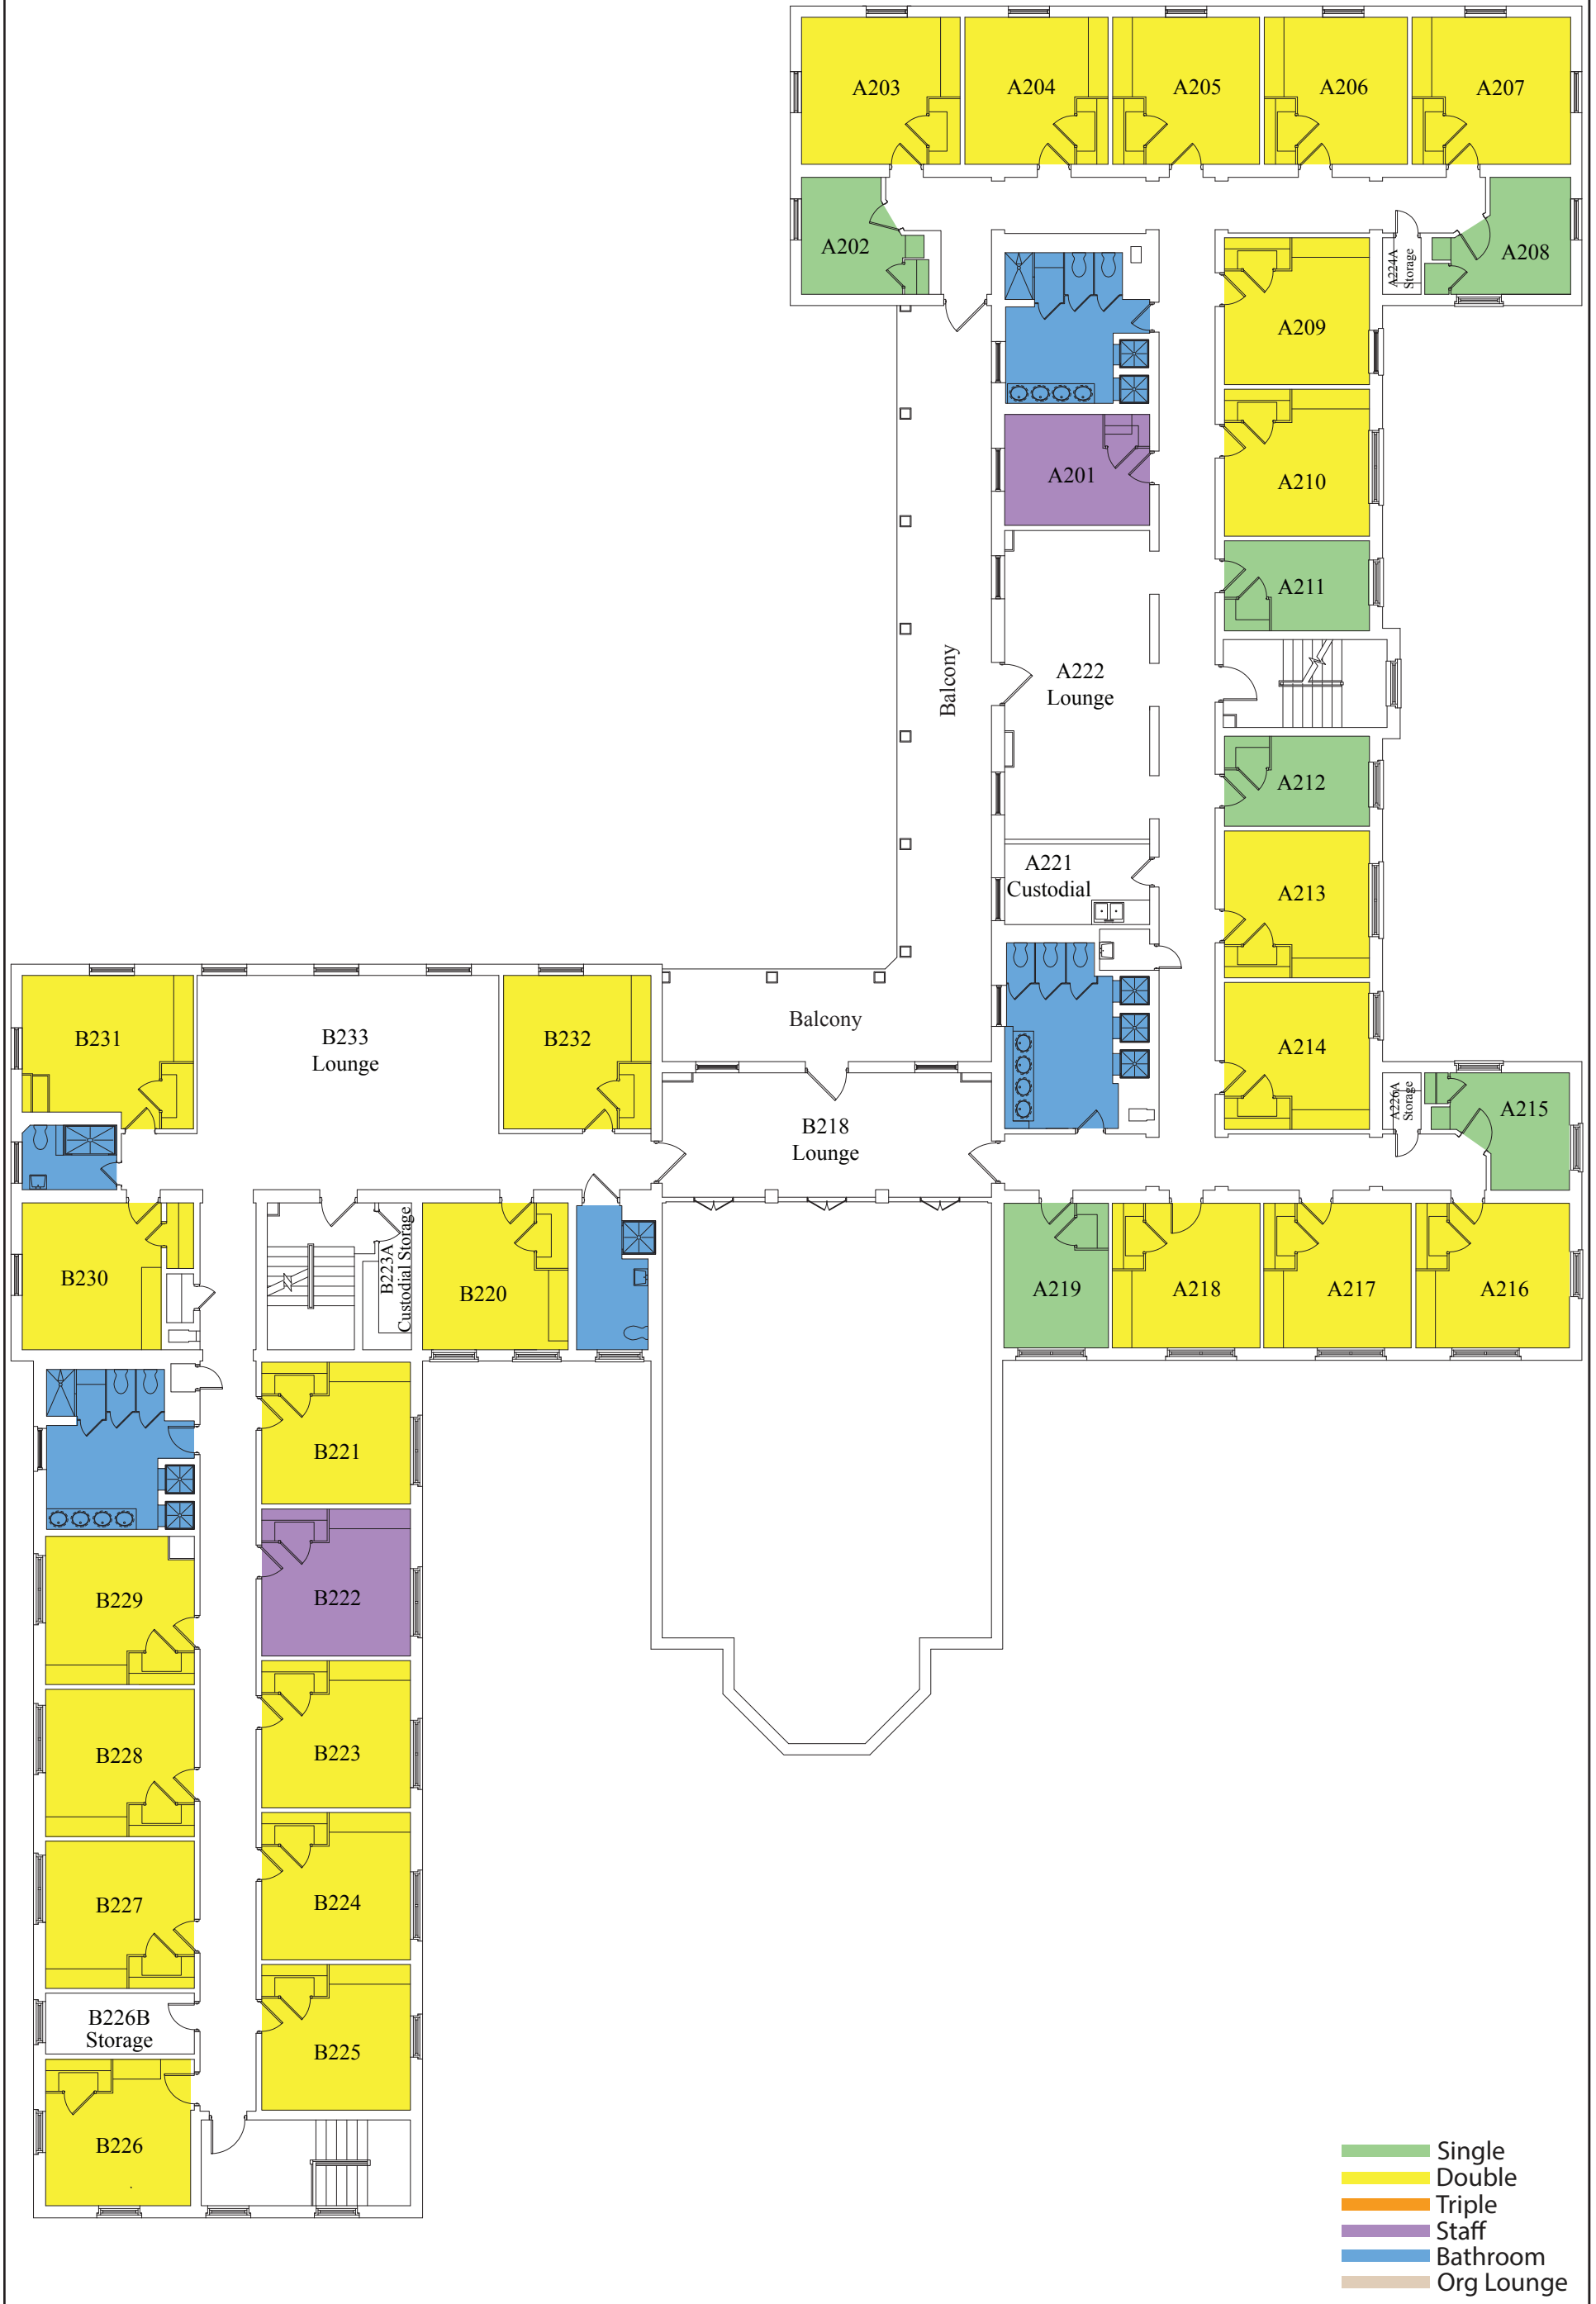 A203
A204
A205
A206
A207
A202
A208
A224A
Storage
A209
A201
A210
A211
Balcony
A222
Lounge
A212
A221
Custodial
A213
B231
B233
Lounge
B232
Balcony
A214
B218
Lounge
A226A
Storage
A215
B230
B223A
Custodial Storage
B220
A219
A218
A217
A216
B221
B229
B222
B228
B223
B227
B224
B226B
Storage
B225
B226
Single
Double
Triple
Staff
Bathroom
Org Lounge